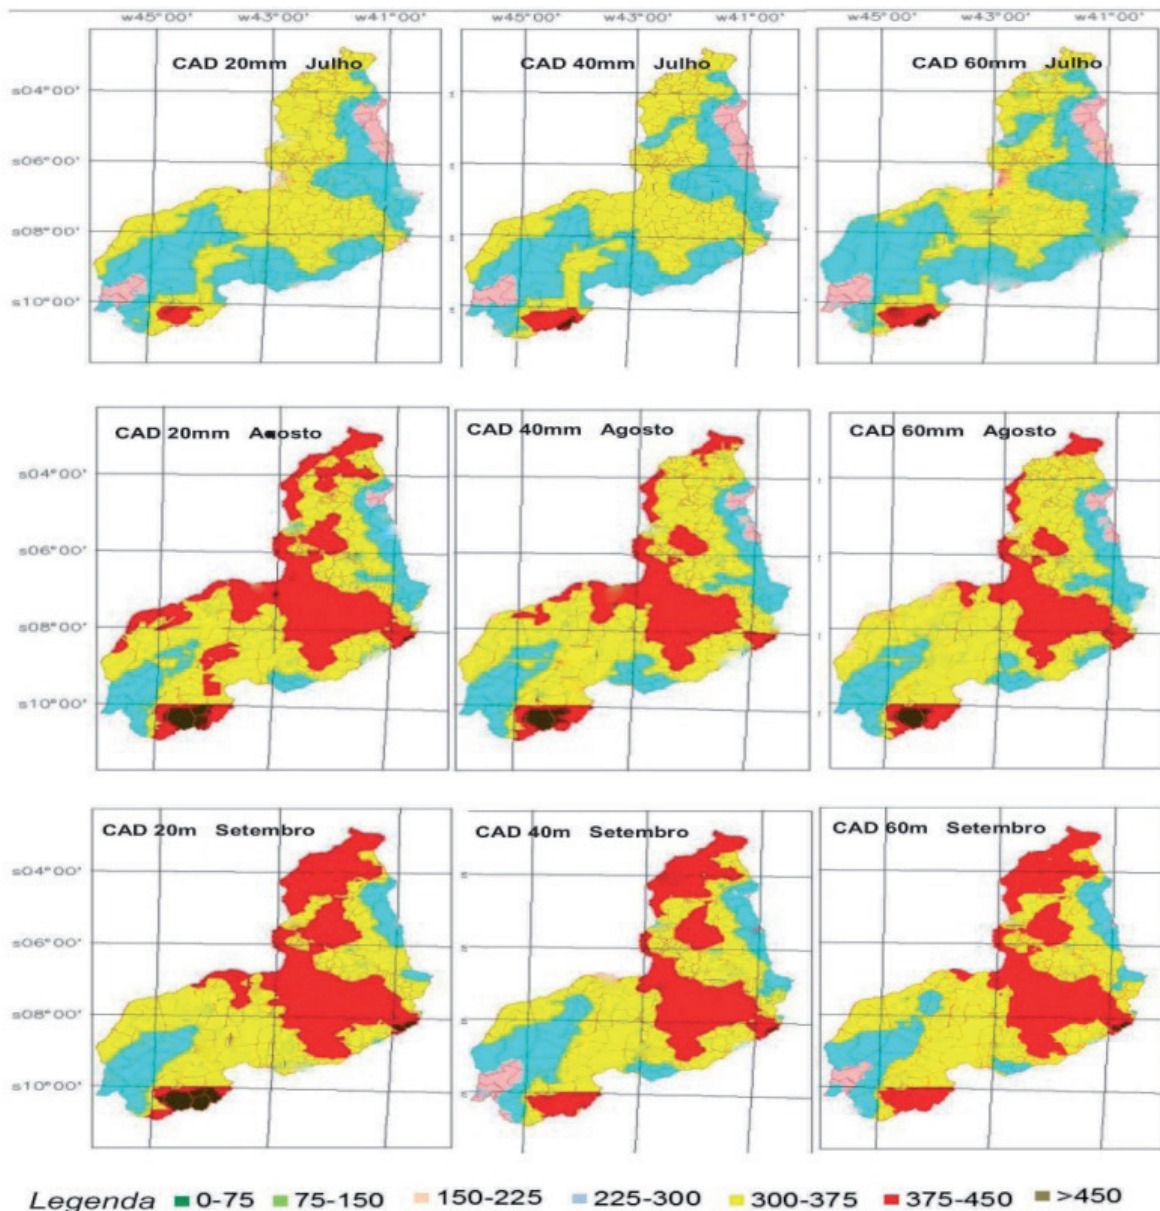 w45°00' w43°00' w41°00' w45°00' w43°00' w41°00' w45°00' w43°00' w41°00'
CAD 20mm Julho CAD 40mm Julho CAD 60mm Julho
s04°00'
s06°00'
s08°00'
s10°00'
CAD 20mm Agosto CAD 40mm Agosto CAD 60mm Agosto
s04°00'
s06°00'
s08°00'
s10°00'
CAD 20m Setembro CAD 40m Setembro CAD 60m Setembro
s04°00'
s06°00'
s08°00'
s10°00'
Legenda 0-75 75-150 150-225 225-300 300-375 375-450 >450